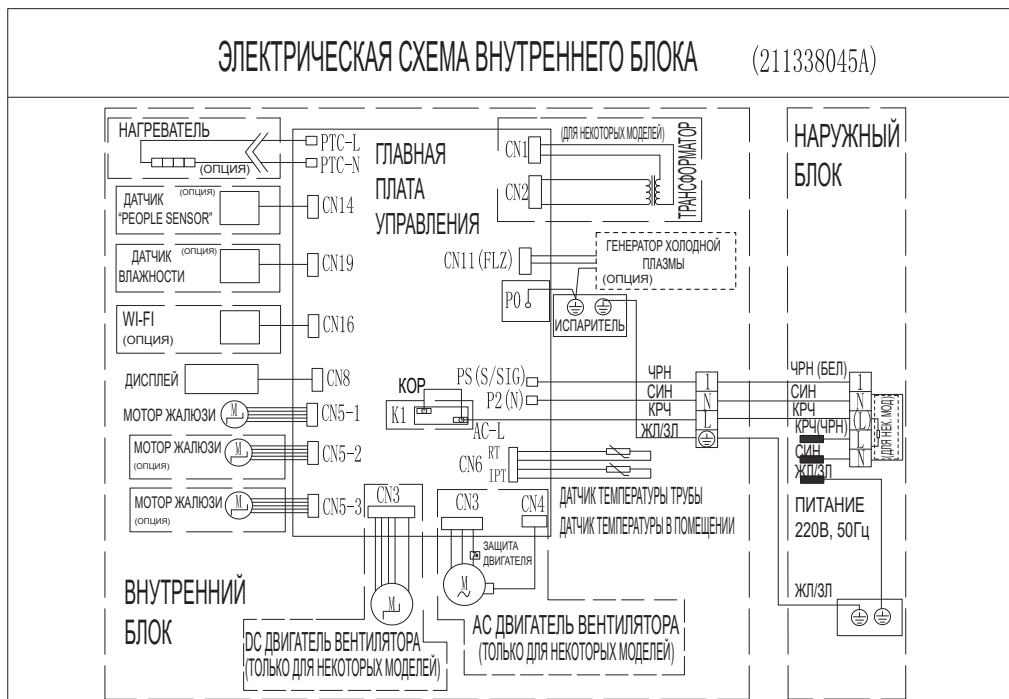 ЭЛЕКТРИЧЕСКАЯ СХЕМА ВНУТРЕННЕГО БЛОКА (211338045A)
НАГРЕВАТЕЛЬ
(ОПЦИЯ)
PTC-L
PTC-N
ДАТЧИК (ОПЦИЯ)
"PEOPLE SENSOR"
CN14
ДАТЧИК (ОПЦИЯ)
ВЛАЖНОСТИ
CN19
WI-FI
(ОПЦИЯ)
CN16
ДИСПЛЕЙ
CN8
МОТОР ЖАЛЮЗИ
M
CN5-1
МОТОР ЖАЛЮЗИ
(ОПЦИЯ)
M
CN5-2
МОТОР ЖАЛЮЗИ
(ОПЦИЯ)
M
CN5-3
ГЛАВНАЯ
ПЛАТА
УПРАВЛЕНИЯ
(ДЛЯ НЕКОТОРЫХ МОДЕЛЕЙ)
CN1
CN2
ТРАНСФОРМАТОР
CN11(FLZ)
ГЕНЕРАТОР ХОЛОДНОЙ
ПЛАЗМЫ
(ОПЦИЯ)
P0
ИСПАРИТЕЛЬ
КОР
K1
PS(S/SIG)
P2(N)
AC-L
ЧРН
СИН
КРЧ
ЖЛ/ЗЛ
1
N
L
CN6
RT
IPT
ДАТЧИК ТЕМПЕРАТУРЫ ТРУБЫ
ДАТЧИК ТЕМПЕРАТУРЫ В ПОМЕЩЕНИИ
CN3
M
DC ДВИГАТЕЛЬ ВЕНТИЛЯТОРА
(ТОЛЬКО ДЛЯ НЕКОТОРЫХ МОДЕЛЕЙ)
CN3
CN4
ЗАЩИТА
ДВИГАТЕЛЯ
M
AC ДВИГАТЕЛЬ ВЕНТИЛЯТОРА
(ТОЛЬКО ДЛЯ НЕКОТОРЫХ МОДЕЛЕЙ)
ВНУТРЕННИЙ
БЛОК
НАРУЖНЫЙ
БЛОК
ЧРН (БЕЛ)
СИН
КРЧ
КРЧ(ЧРН)
СИН
ЖЛ/ЗЛ
1
N
(L)
L
N
(ДЛЯ НЕК. МОД)
ПИТАНИЕ
220В, 50Гц
ЖЛ/ЗЛ